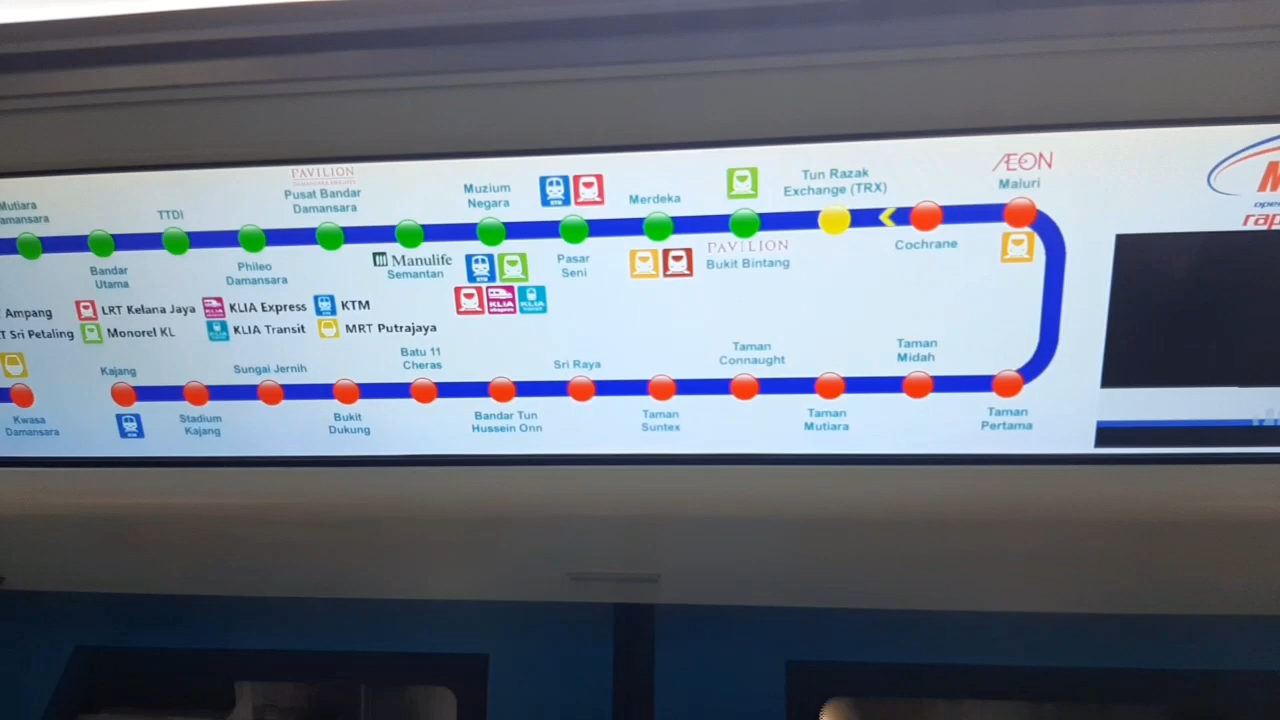 PAVILION
DAMANSARA HEIGHTS
Pusat Bandar
Damansara
Mutiara
TTDI
Muzium
Negara
Merdeka
Tun Razak
Exchange (TRX)
ÆON
Maluri
Bandar
Utama
Phileo
Damansara
Manulife
Semantan
Pasar
Seni
PAVILION
Bukit Bintang
Cochrane
Ampang
LRT Kelana Jaya
KLIA Express
KTM
Sri Petaling
Monorel KL
KLIA Transit
MRT Putrajaya
Kajang
Sungai Jernih
Batu 11
Cheras
Sri Raya
Taman
Connaught
Taman
Midah
Kwasa
Damansara
Stadium
Kajang
Bukit
Dukung
Bandar Tun
Hussein Onn
Taman
Suntex
Taman
Mutiara
Taman
Pertama